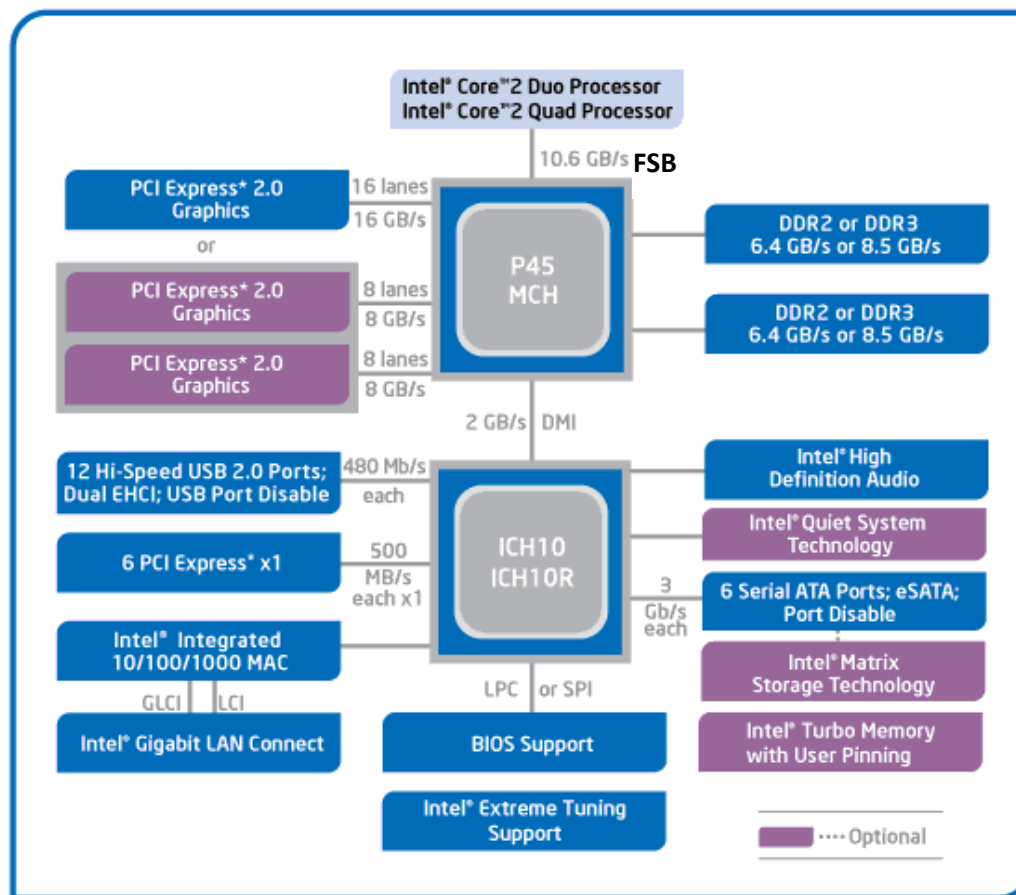 Intel® Core™2 Duo Processor
Intel® Core™2 Quad Processor
10.6 GB/s FSB
PCI Express* 2.0
Graphics
16 lanes
16 GB/s
or
PCI Express* 2.0
Graphics
8 lanes
8 GB/s
PCI Express* 2.0
Graphics
8 lanes
8 GB/s
P45
MCH
DDR2 or DDR3
6.4 GB/s or 8.5 GB/s
DDR2 or DDR3
6.4 GB/s or 8.5 GB/s
2 GB/s DMI
12 Hi-Speed USB 2.0 Ports;
Dual EHCI; USB Port Disable
480 Mb/s
each
6 PCI Express* x1
500
MB/s
each x1
Intel® Integrated
10/100/1000 MAC
GLCI LCI
Intel® Gigabit LAN Connect
ICH10
ICH10R
Intel® High
Definition Audio
Intel® Quiet System
Technology
3
Gb/s
each
6 Serial ATA Ports; eSATA;
Port Disable
Intel® Matrix
Storage Technology
Intel® Turbo Memory
with User Pinning
LPC or SPI
BIOS Support
Intel® Extreme Tuning
Support
Optional